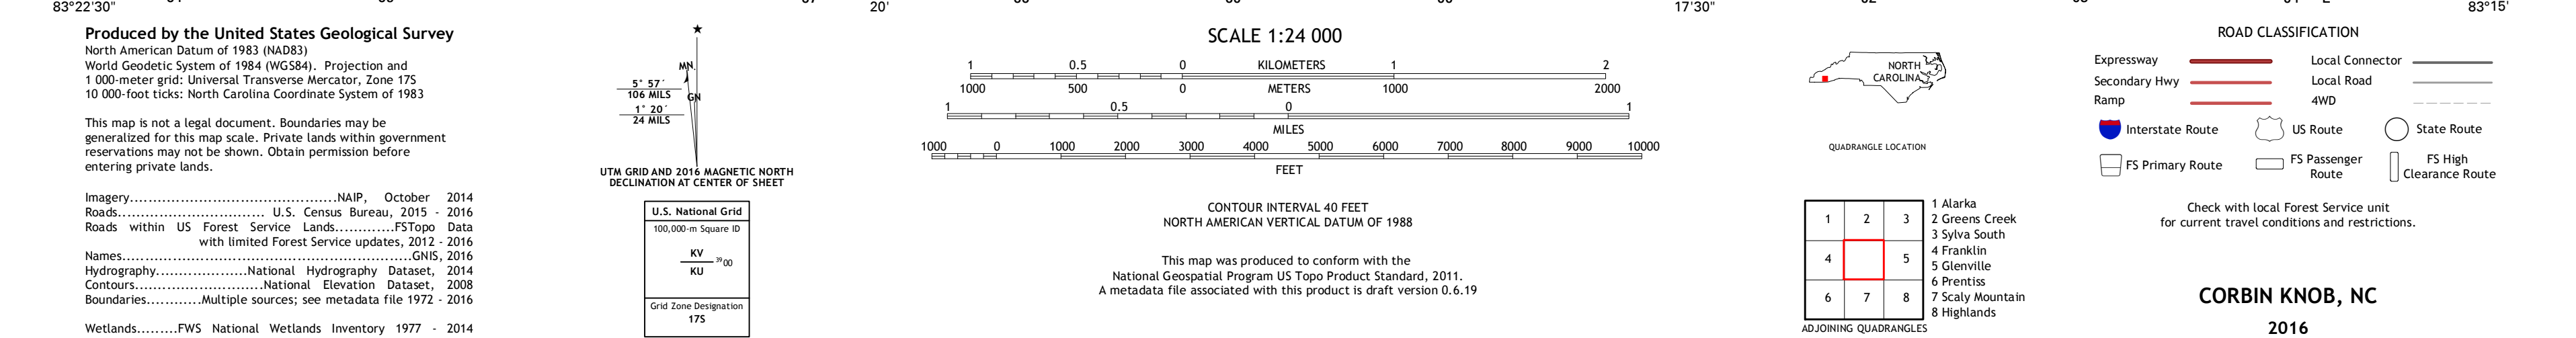 83°22'30"
20'
17'30"
83°15'
Produced by the United States Geological Survey
North American Datum of 1983 (NAD83)
World Geodetic System of 1984 (WGS84). Projection and
1 000-meter grid: Universal Transverse Mercator, Zone 17S
10 000-foot ticks: North Carolina Coordinate System of 1983
This map is not a legal document. Boundaries may be
generalized for this map scale. Private lands within government
reservations may not be shown. Obtain permission before
entering private lands.
Imagery..........................................NAIP, October 2014
Roads.............................. U.S. Census Bureau, 2015 - 2016
Roads within US Forest Service Lands............FSTopo Data
with limited Forest Service updates, 2012 - 2016
Names..........................................................GNIS, 2016
Hydrography...................National Hydrography Dataset, 2014
Contours......................National Elevation Dataset, 2008
Boundaries...........Multiple sources; see metadata file 1972 - 2016
Wetlands.........FWS National Wetlands Inventory 1977 - 2014
MN
5° 57´
106 MILS
GN
1° 20´
24 MILS
UTM GRID AND 2016 MAGNETIC NORTH
DECLINATION AT CENTER OF SHEET
U.S. National Grid
100,000-m Square ID
KV
3900
KU
Grid Zone Designation
17S
SCALE 1:24 000
1 0.5 0 KILOMETERS 1 2
1000 500 0 METERS 1000 2000
1 0.5 0 1
MILES
1000 0 1000 2000 3000 4000 5000 6000 7000 8000 9000 10000
FEET
CONTOUR INTERVAL 40 FEET
NORTH AMERICAN VERTICAL DATUM OF 1988
This map was produced to conform with the
National Geospatial Program US Topo Product Standard, 2011.
A metadata file associated with this product is draft version 0.6.19
NORTH
CAROLINA
QUADRANGLE LOCATION
1 2 3
4 5
6 7 8
ADJOINING QUADRANGLES
1 Alarka
2 Greens Creek
3 Sylva South
4 Franklin
5 Glenville
6 Prentiss
7 Scaly Mountain
8 Highlands
ROAD CLASSIFICATION
Expressway Local Connector
Secondary Hwy Local Road
Ramp 4WD
Interstate Route US Route State Route
FS Primary Route FS Passenger Route FS High Clearance Route
Check with local Forest Service unit
for current travel conditions and restrictions.
CORBIN KNOB, NC
2016